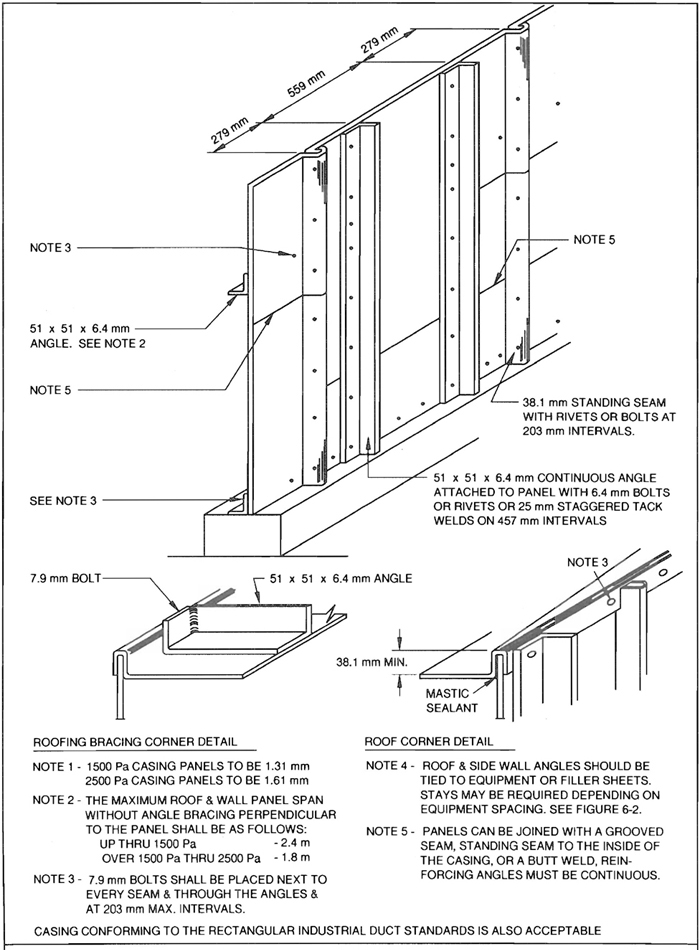 279 mm
559 mm
279 mm
NOTE 3
NOTE 5
51 x 51 x 6.4 mm
ANGLE. SEE NOTE 2
NOTE 5
38.1 mm STANDING SEAM
WITH RIVETS OR BOLTS AT
203 mm INTERVALS.
SEE NOTE 3
51 x 51 x 6.4 mm CONTINUOUS ANGLE
ATTACHED TO PANEL WITH 6.4 mm BOLTS
OR RIVETS OR 25 mm STAGGERED TACK
WELDS ON 457 mm INTERVALS
7.9 mm BOLT
51 x 51 x 6.4 mm ANGLE
NOTE 3
38.1 mm MIN.
MASTIC
SEALANT
ROOFING BRACING CORNER DETAIL
NOTE 1 - 1500 Pa CASING PANELS TO BE 1.31 mm
2500 Pa CASING PANELS TO BE 1.61 mm
NOTE 2 - THE MAXIMUM ROOF & WALL PANEL SPAN
WITHOUT ANGLE BRACING PERPENDICULAR
TO THE PANEL SHALL BE AS FOLLOWS:
UP THRU 1500 Pa - 2.4 m
OVER 1500 Pa THRU 2500 Pa - 1.8 m
NOTE 3 - 7.9 mm BOLTS SHALL BE PLACED NEXT TO
EVERY SEAM & THROUGH THE ANGLES &
AT 203 mm MAX. INTERVALS.
ROOF CORNER DETAIL
NOTE 4 - ROOF & SIDE WALL ANGLES SHOULD BE
TIED TO EQUIPMENT OR FILLER SHEETS.
STAYS MAY BE REQUIRED DEPENDING ON
EQUIPMENT SPACING. SEE FIGURE 6-2.
NOTE 5 - PANELS CAN BE JOINED WITH A GROOVED
SEAM, STANDING SEAM TO THE INSIDE OF
THE CASING, OR A BUTT WELD, REIN-
FORCING ANGLES MUST BE CONTINUOUS.
CASING CONFORMING TO THE RECTANGULAR INDUSTRIAL DUCT STANDARDS IS ALSO ACCEPTABLE